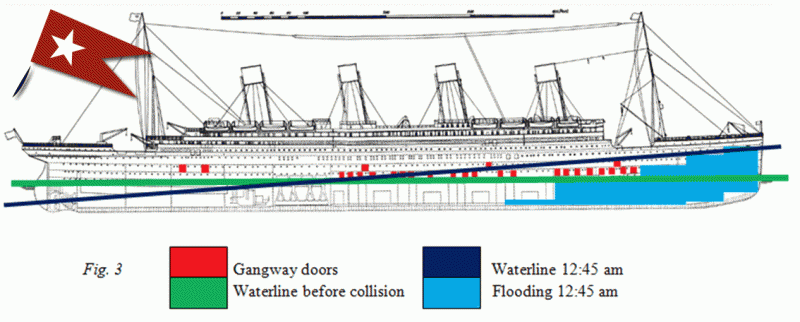 Fig. 3
Gangway doors
Waterline before collision
Waterline 12:45 am
Flooding 12:45 am